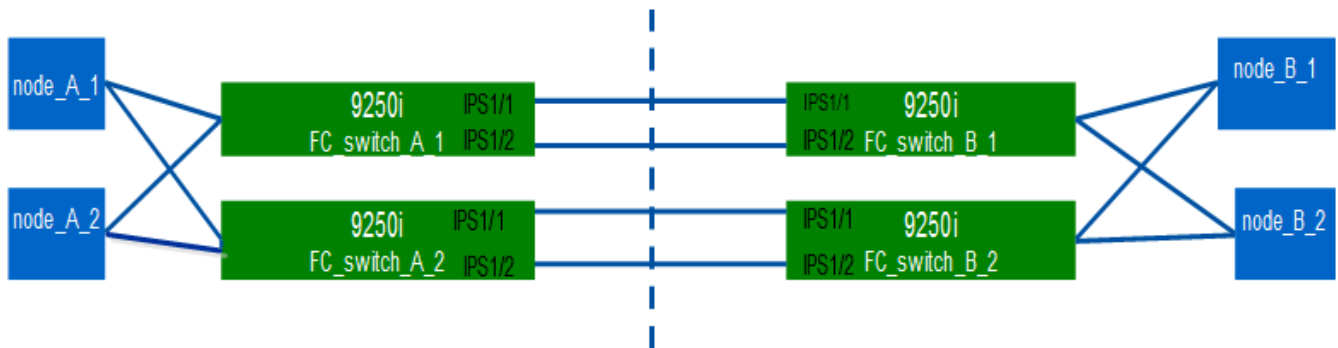 node_A_1
9250i
IPS1/1
FC_switch_A_1
IPS1/2
IPS1/1
9250i
IPS1/2
FC_switch_B_1
node_B_1
node_A_2
9250i
IPS1/1
FC_switch_A_2
IPS1/2
IPS1/1
9250i
IPS1/2
FC_switch_B_2
node_B_2